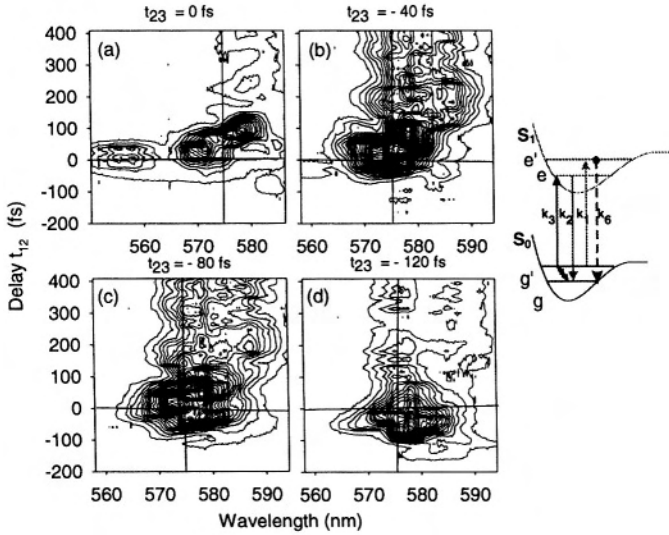 t23 = 0 fs
t23 = - 40 fs
(a)
(b)
400
300
200
100
0
-100
-200
560
570
580
560
570
580
590
t23 = - 80 fs
t23 = - 120 fs
(c)
(d)
400
300
200
100
0
-100
-200
560
570
580
590
560
570
580
590
Delay t12 (fs)
Wavelength (nm)
S1
e'
e
k3
k2
k1
k6
S0
g'
g